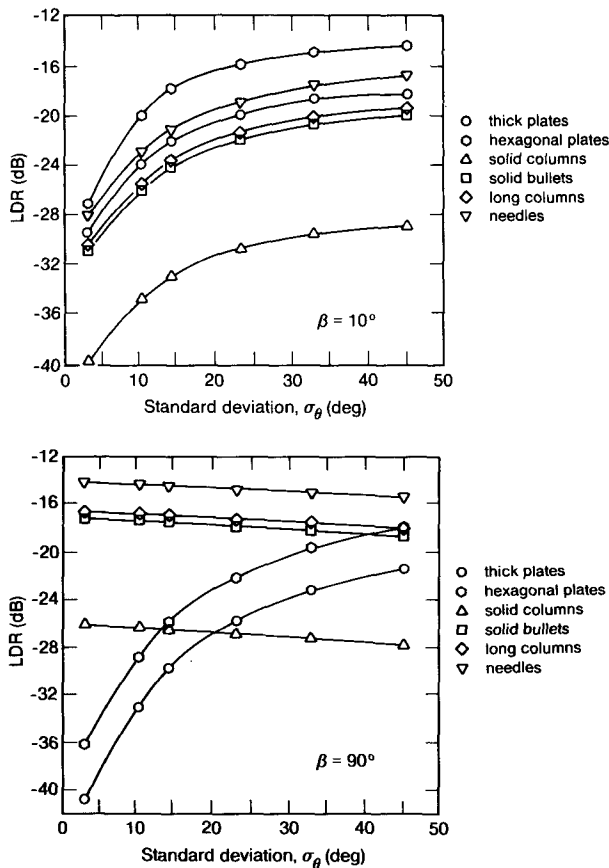 -12
-16
-20
-24
-28
-32
-36
-40
LDR (dB)
0
10
20
30
40
50
Standard deviation, σθ (deg)
β = 10°
thick plates
hexagonal plates
solid columns
solid bullets
long columns
needles
-12
-16
-20
-24
-28
-32
-36
-40
LDR (dB)
0
10
20
30
40
50
Standard deviation, σθ (deg)
β = 90°
thick plates
hexagonal plates
solid columns
solid bullets
long columns
needles